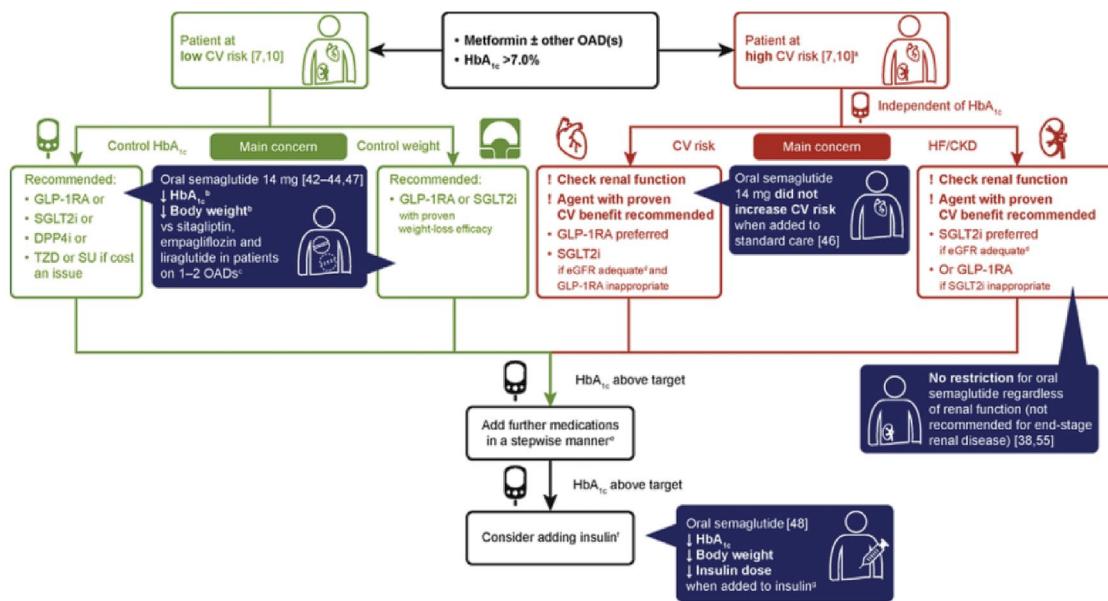 Patient at
low CV risk [7,10]
• Metformin ± other OAD(s)
• HbA1c >7.0%
Patient at
high CV risk [7,10]a
Independent of HbA1c
Control HbA1c
Main concern
Control weight
CV risk
Main concern
HF/CKD
Recommended:
• GLP-1RA or
• SGLT2i or
• DPP4i or
• TZD or SU if cost
an issue
Oral semaglutide 14 mg [42–44,47]
↓ HbA1cb
↓ Body weightb
vs sitagliptin,
empagliflozin and
liraglutide in patients
on 1–2 OADsc
Recommended:
• GLP-1RA or SGLT2i
with proven
weight-loss efficacy
! Check renal function
! Agent with proven
CV benefit recommended
• GLP-1RA preferred
• SGLT2i
if eGFR adequated and
GLP-1RA inappropriate
Oral semaglutide
14 mg did not
increase CV risk
when added to
standard care [46]
! Check renal function
! Agent with proven
CV benefit recommended
• SGLT2i preferred
if eGFR adequated
• Or GLP-1RA
if SGLT2i inappropriate
HbA1c above target
No restriction for oral
semaglutide regardless
of renal function (not
recommended for end-stage
renal disease) [38,55]
Add further medications
in a stepwise mannere
HbA1c above target
Consider adding insulinf
Oral semaglutide [48]
↓ HbA1c
↓ Body weight
↓ Insulin dose
when added to insuling